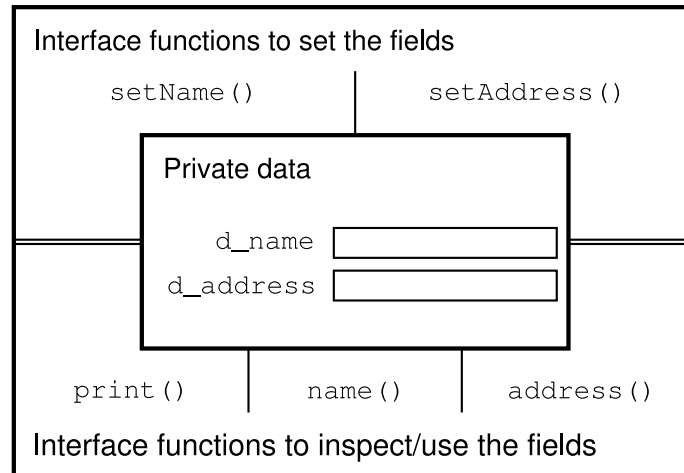 Interface functions to set the fields
setName() setAddress()
Private data
d_name
d_address
print() name() address()
Interface functions to inspect/use the fields